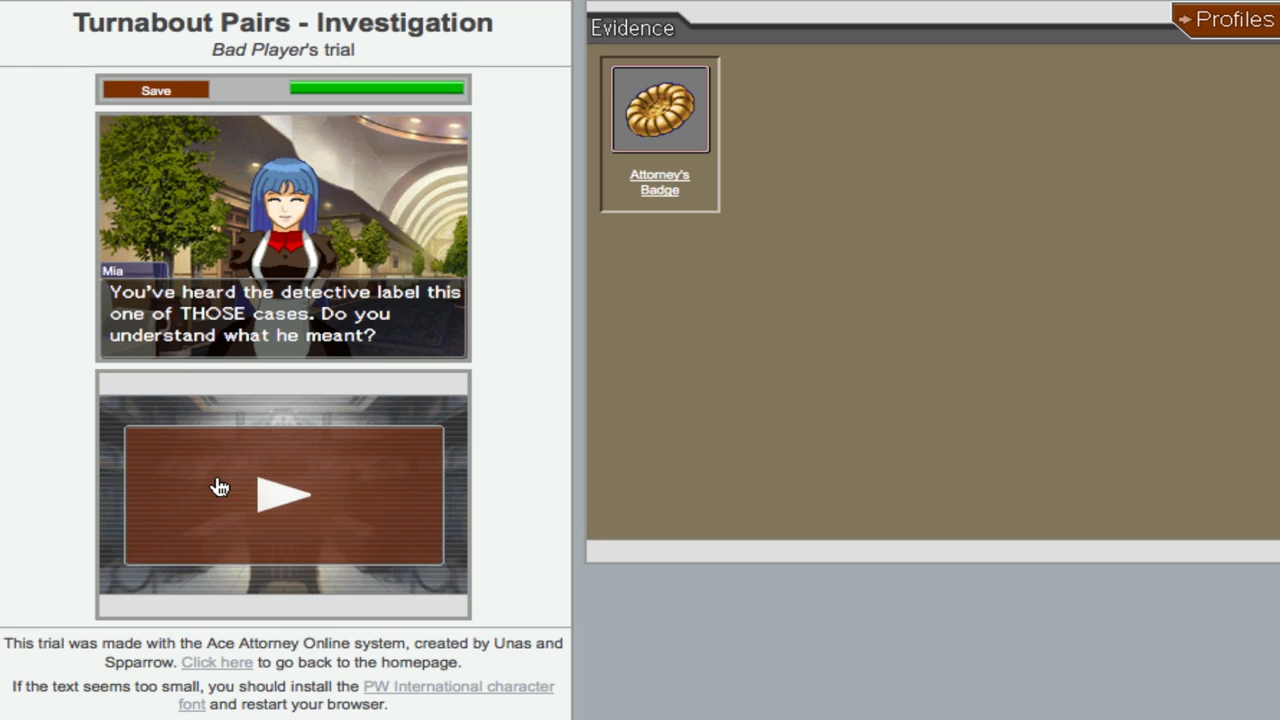 Turnabout Pairs - Investigation
Bad Player's trial
Save
Mia
You've heard the detective label this
one of THOSE cases. Do you
understand what he meant?
This trial was made with the Ace Attorney Online system, created by Unas and
Spparrow. Click here to go back to the homepage.
If the text seems too small, you should install the PW International character
font and restart your browser.
Evidence
Profiles
Attorney's
Badge